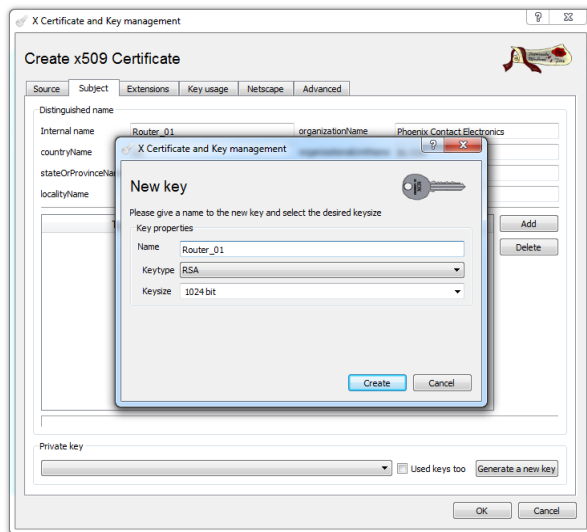 X Certificate and Key management
Create x509 Certificate
Source Subject Extensions Key usage Netscape Advanced
Distinguished name
Internal name Router_01 organizationName Phoenix Contact Electronics
countryName
stateOrProvinceNam
localityName
Add
Delete
X Certificate and Key management
New key
Please give a name to the new key and select the desired keysize
Key properties
Name Router_01
Keytype RSA
Keysize 1024 bit
Create Cancel
Private key
Used keys too Generate a new key
OK Cancel